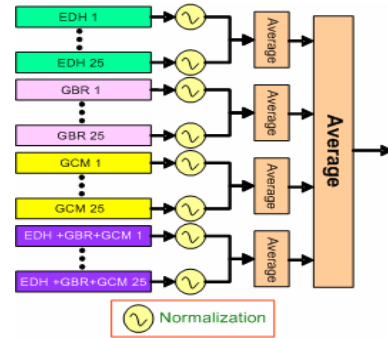 EDH 1
EDH 25
GBR 1
GBR 25
GCM 1
GCM 25
EDH +GBR+GCM 1
EDH +GBR+GCM 25
Average
Average
Average
Average
Average
Normalization